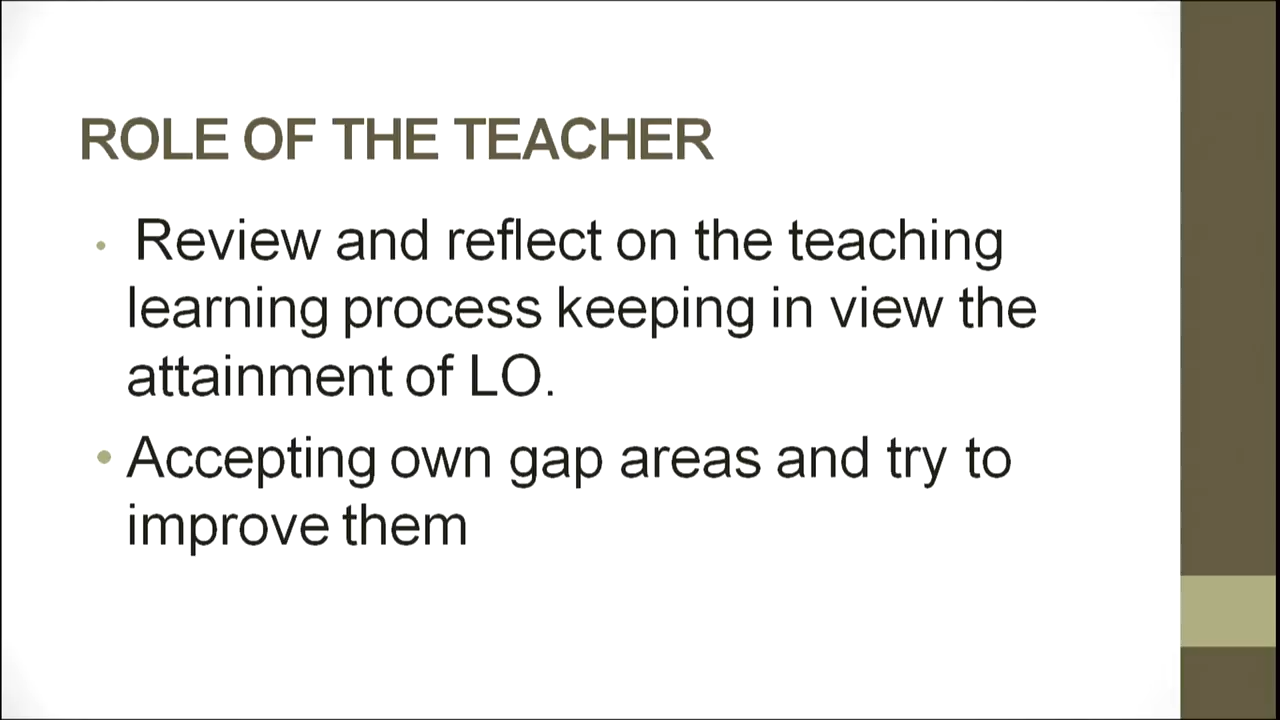 ROLE OF THE TEACHER
• Review and reflect on the teaching
learning process keeping in view the
attainment of LO.
• Accepting own gap areas and try to
improve them